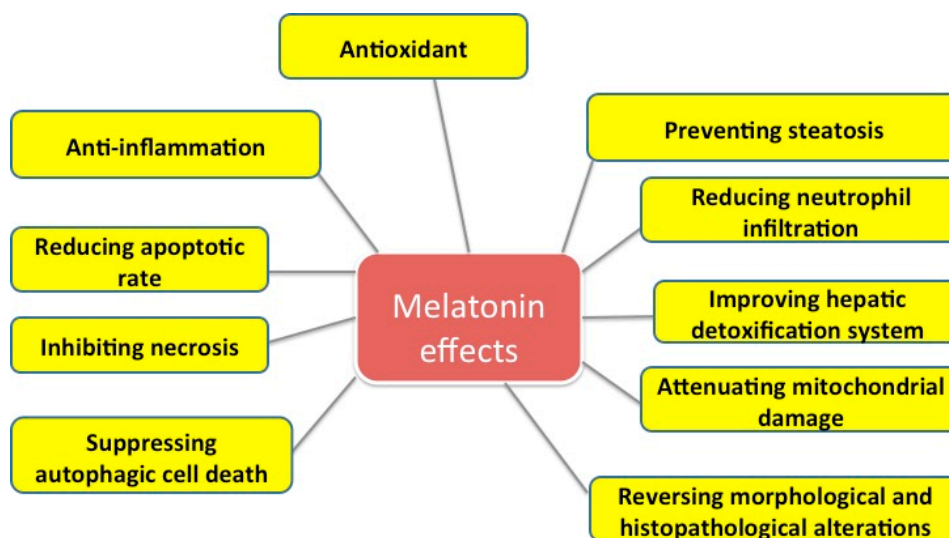 Antioxidant
Anti-inflammation
Preventing steatosis
Reducing neutrophil
infiltration
Reducing apoptotic
rate
Melatonin
effects
Improving hepatic
detoxification system
Inhibiting necrosis
Attenuating mitochondrial
damage
Suppressing
autophagic cell death
Reversing morphological and
histopathological alterations